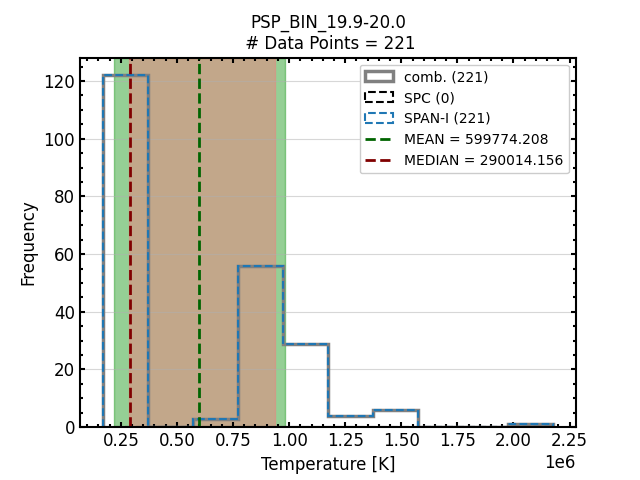 PSP_BIN_19.9-20.0
# Data Points = 221
comb. (221)
SPC (0)
SPAN-I (221)
MEAN = 599774.208
MEDIAN = 290014.156
Frequency
120
100
80
60
40
20
0
0.25 0.50 0.75 1.00 1.25 1.50 1.75 2.00 2.25
1e6
Temperature [K]